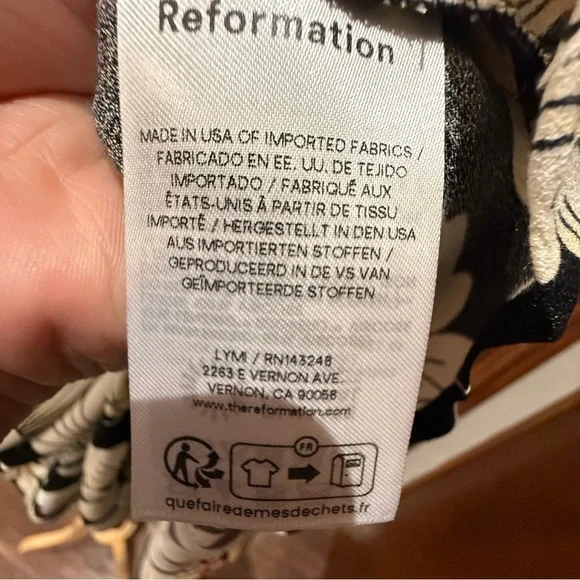 Reformation
MADE IN USA OF IMPORTED FABRICS /
FABRICADO EN EE. UU. DE TEJIDO
IMPORTADO / FABRIQUÉ AUX
ÉTATS-UNIS À PARTIR DE TISSU
IMPORTÉ / HERGESTELLT IN DEN USA
AUS IMPORTIERTEN STOFFEN /
GEPRODUCEERD IN DE VS VAN
GEÏMPORTEERDE STOFFEN
LYMI / RN143246
2263 E VERNON AVE.
VERNON, CA 90058
www.thereformation.com
FR
quefairedemesdechets.fr